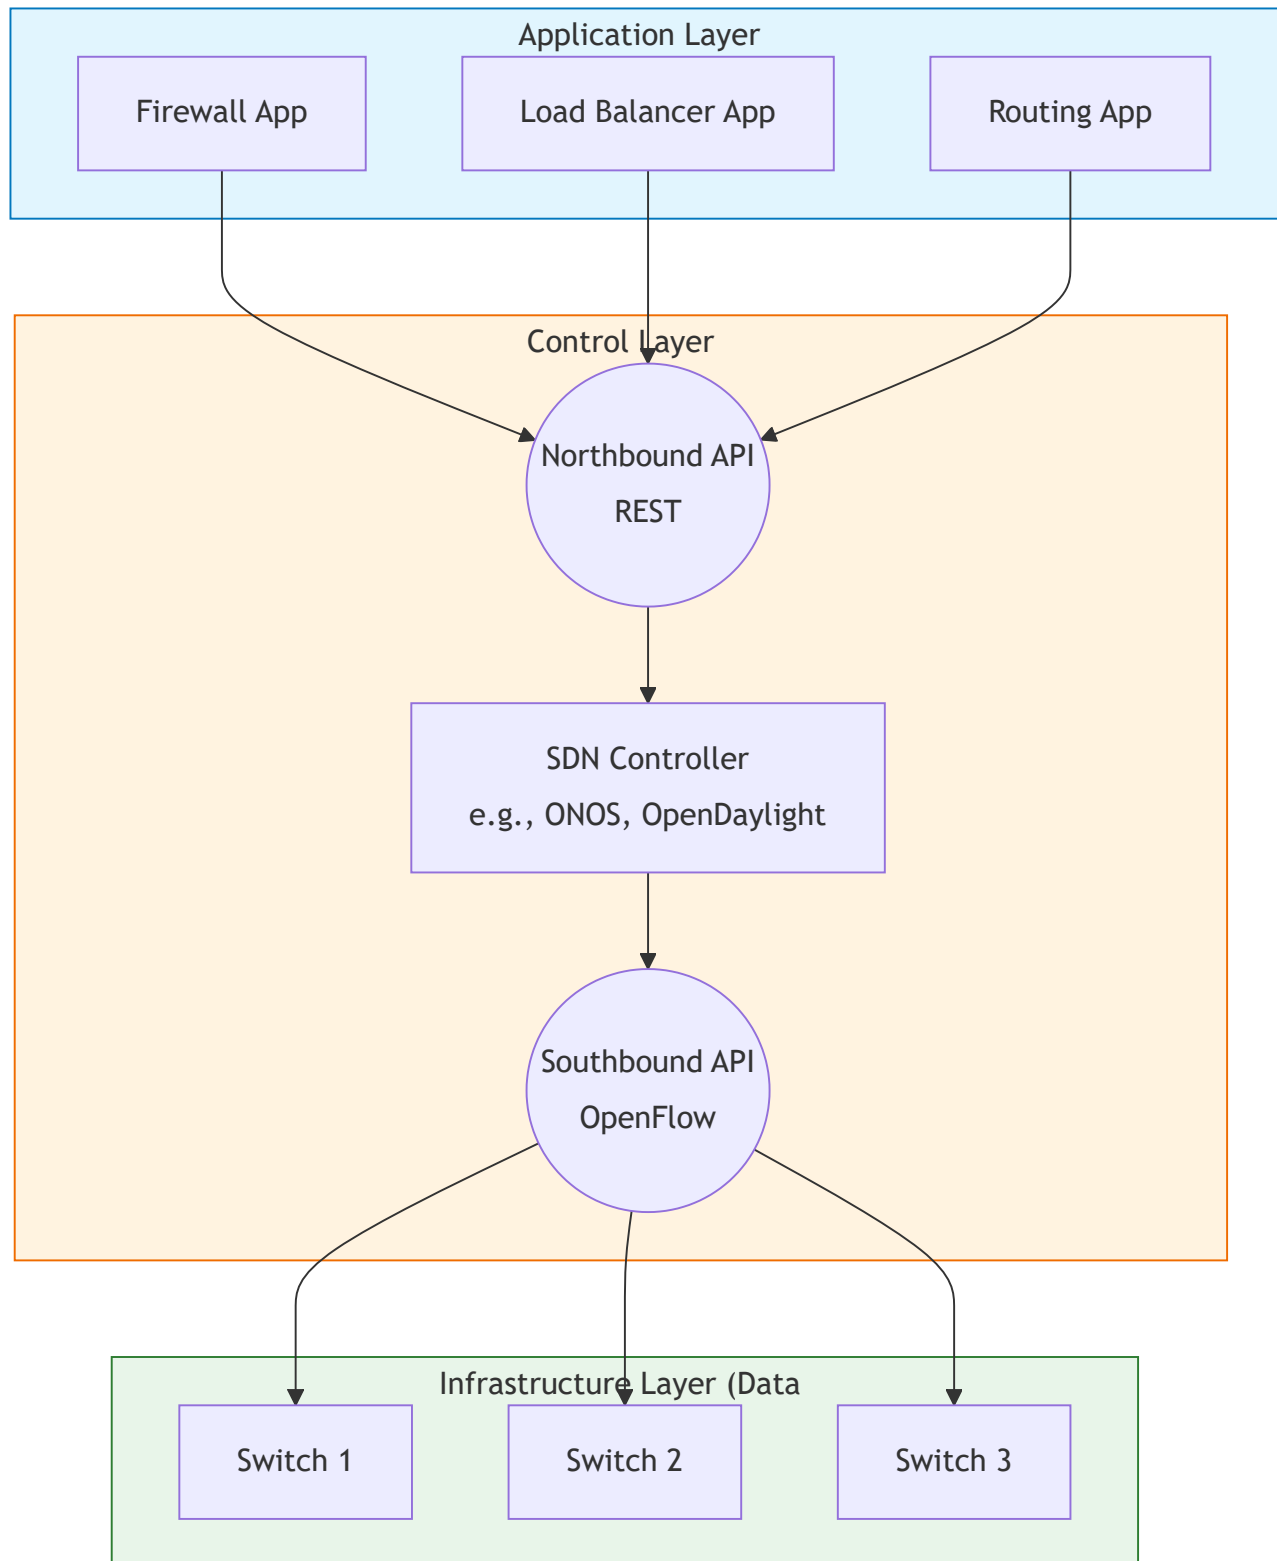 Application Layer
Firewall App
Load Balancer App
Routing App
Control Layer
Northbound API
REST
SDN Controller
e.g., ONOS, OpenDaylight
Southbound API
OpenFlow
Infrastructure Layer (Data
Switch 1
Switch 2
Switch 3